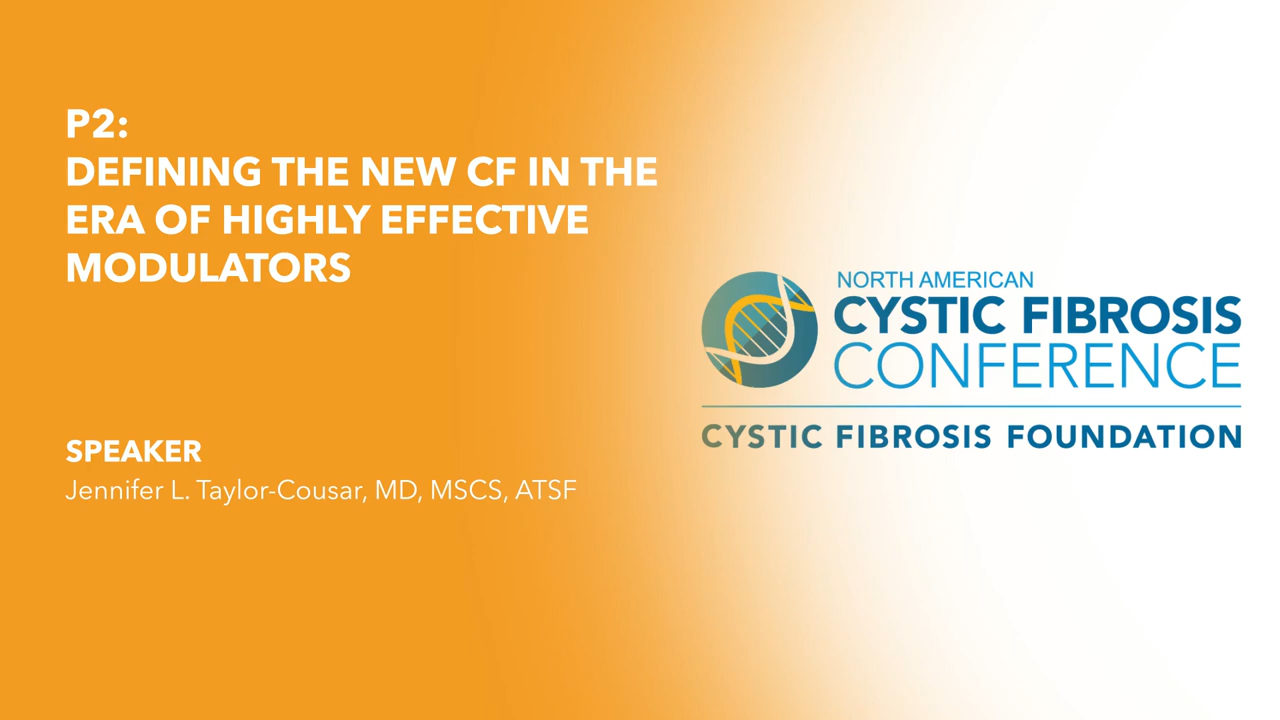 P2:
DEFINING THE NEW CF IN THE
ERA OF HIGHLY EFFECTIVE
MODULATORS
SPEAKER
Jennifer L. Taylor-Cousar, MD, MSCS, ATSF
NORTH AMERICAN
CYSTIC FIBROSIS
CONFERENCE
CYSTIC FIBROSIS FOUNDATION